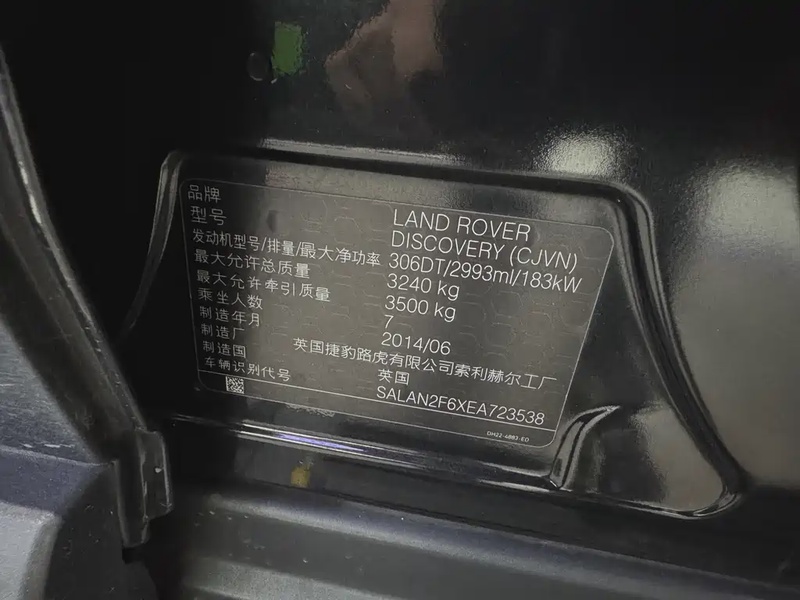 品牌 LAND ROVER
型号 DISCOVERY (CJVN)
发动机型号/排量/最大净功率 306DT/2993ml/183kW
最大允许总质量 3240 kg
最大允许牵引质量 3500 kg
乘坐人数 7
制造年月 2014/06
制造厂 英国捷豹路虎有限公司索利赫尔工厂
制造国 英国
车辆识别代号 SALAN2F6XEA723538